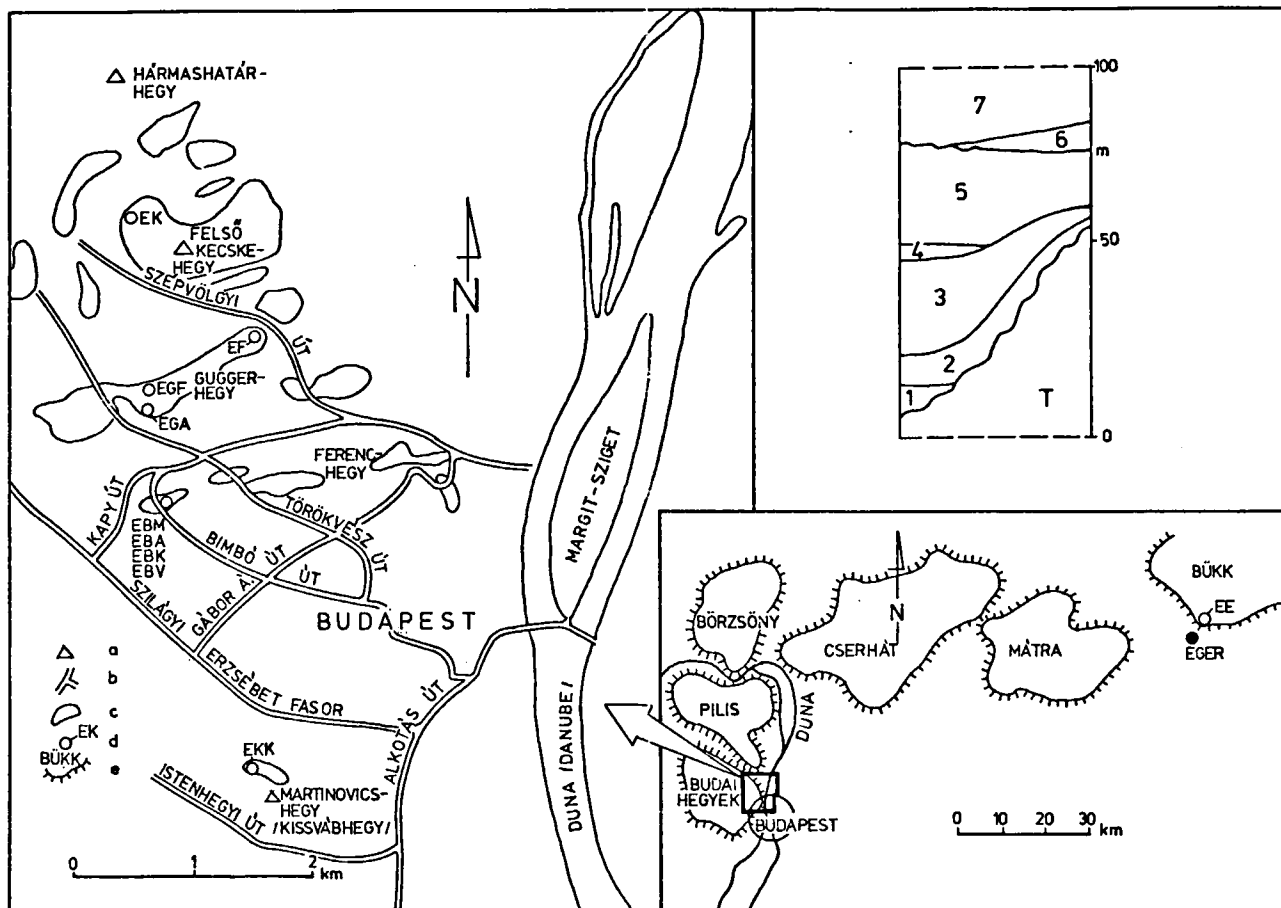 HÁRMASHATÁR-
HEGY
EK
FELSŐ
KECSKE-
HEGY
SZÉPVÖLGYI
ÚT
EF
GUGGER-
HEGY
EGF
EGA
FERENC-
HEGY
KAPY ÚT
EBM
EBA
EBK
EBV
BIMBÓ ÚT
TÖRÖKVÉSZ ÚT
GÁBOR Á. ÚT
SZILÁGYI
ERZSÉBET FASOR
BUDAPEST
ALKOTÁS ÚT
EKK
MARTINOVICS-
HEGY
/KISSVÁBHEGY/
ISTENHEGYI ÚT
MARGIT-SZIGET
DUNA /DANUBE/
N
a
b
c
EK d
BÜKK e
0 1 2
km
100
7
6
m
5
50
4
3
2
1
T
0
N
BÖRZSÖNY
CSERHÁT
MÁTRA
BÜKK
EE
EGER
PILIS
DUNA
BUDAI
HEGYEK
BUDAPEST
0 10 20 30
km